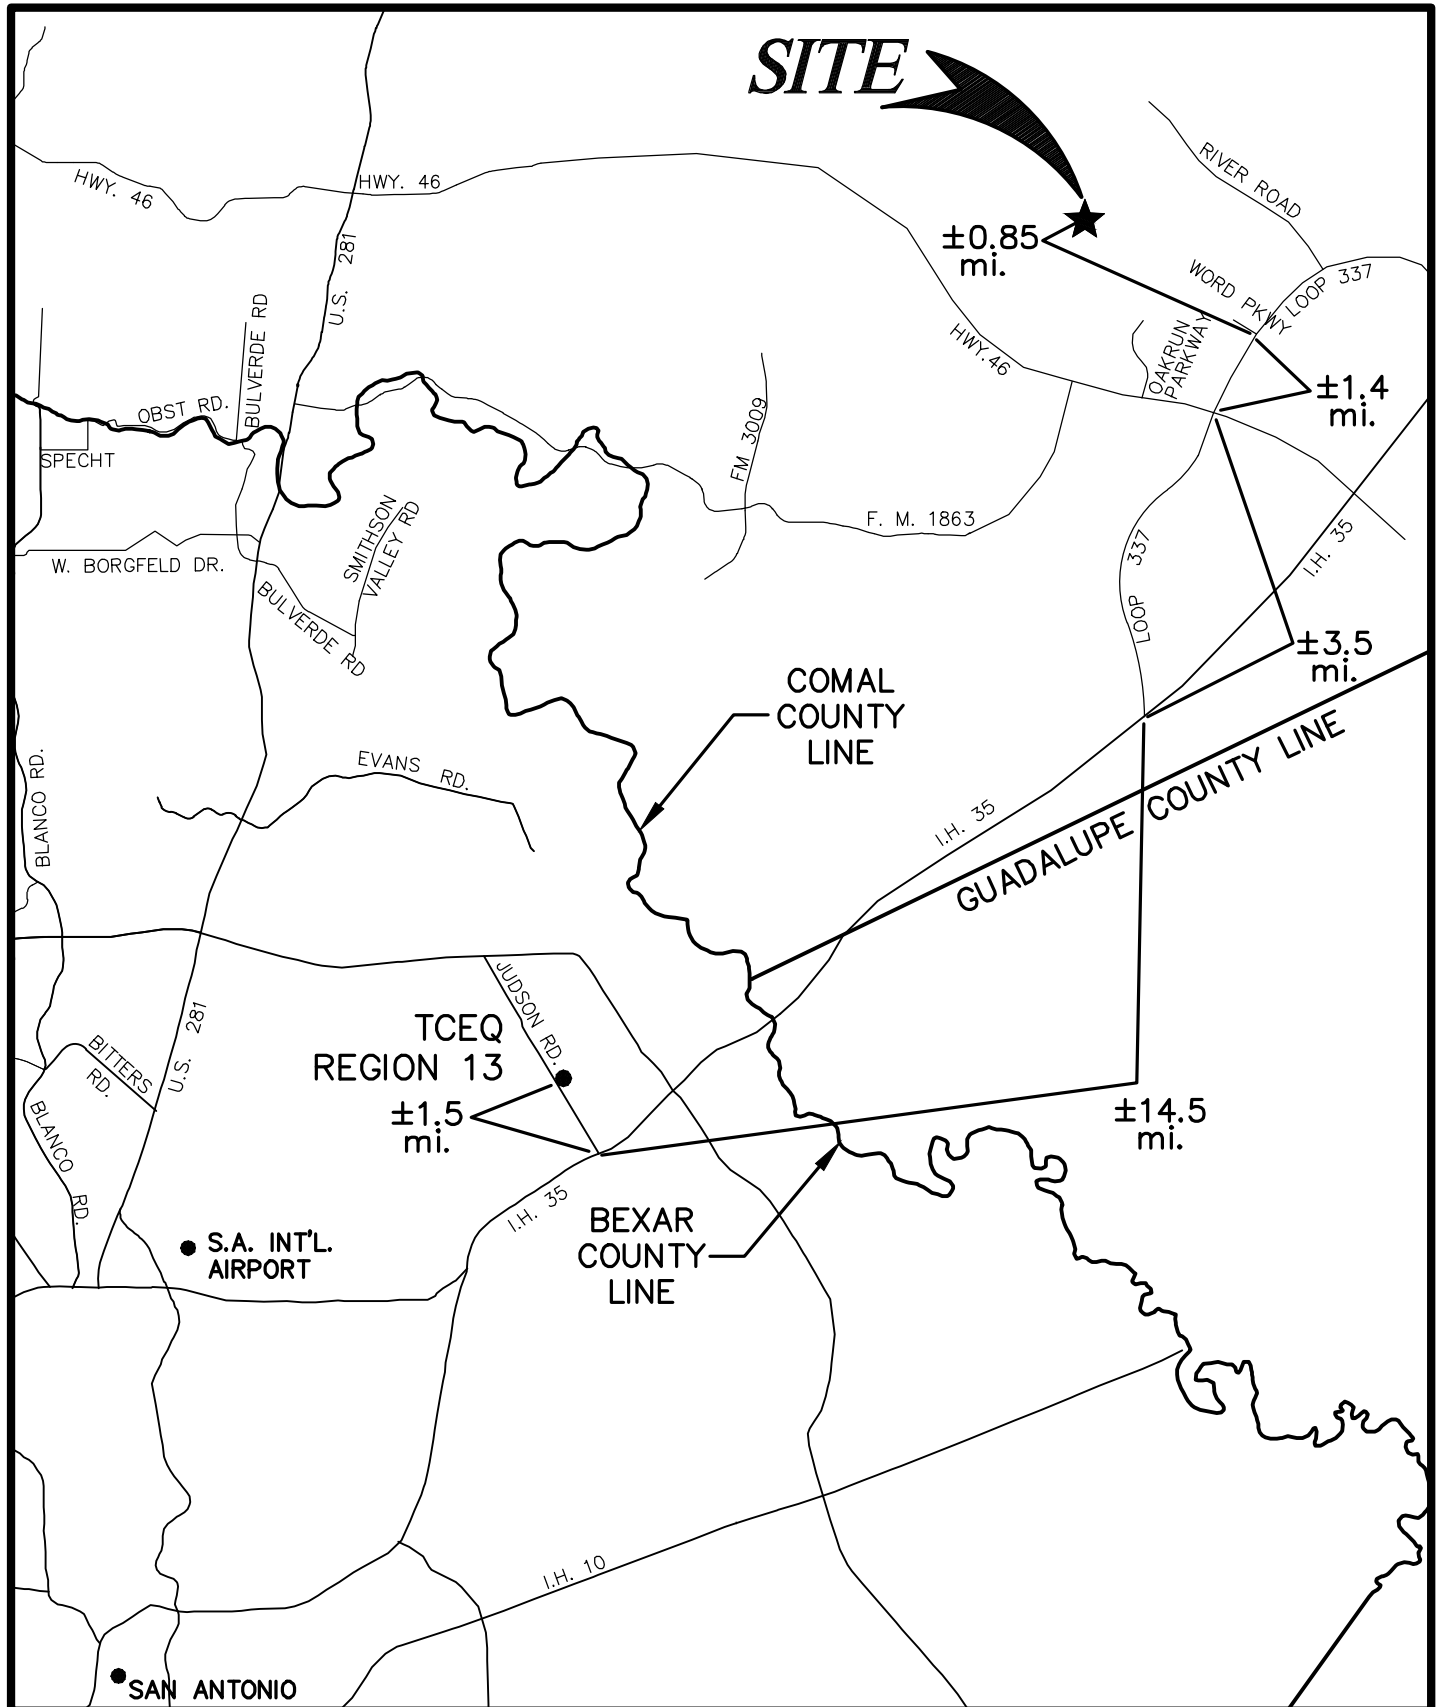 SITE
RIVER ROAD
HWY. 46
HWY. 46
±0.85
mi.
U.S. 281
WORD PKWY
LOOP 337
BULVERDE RD
HWY.46
OAKRUN
PARKWAY
±1.4
mi.
OBST RD.
FM 3009
SPECHT
F. M. 1863
SMITHSON
VALLEY RD
W. BORGFELD DR.
I.H. 35
LOOP 337
BULVERDE RD
±3.5
mi.
COMAL
COUNTY
LINE
GUADALUPE COUNTY LINE
BLANCO RD.
EVANS RD.
I.H. 35
JUDSON RD.
U.S. 281
TCEQ
REGION 13
BITTERS
RD.
±1.5
mi.
±14.5
mi.
BLANCO RD.
I.H. 35
BEXAR
COUNTY
LINE
S.A. INT'L.
AIRPORT
I.H. 10
SAN ANTONIO